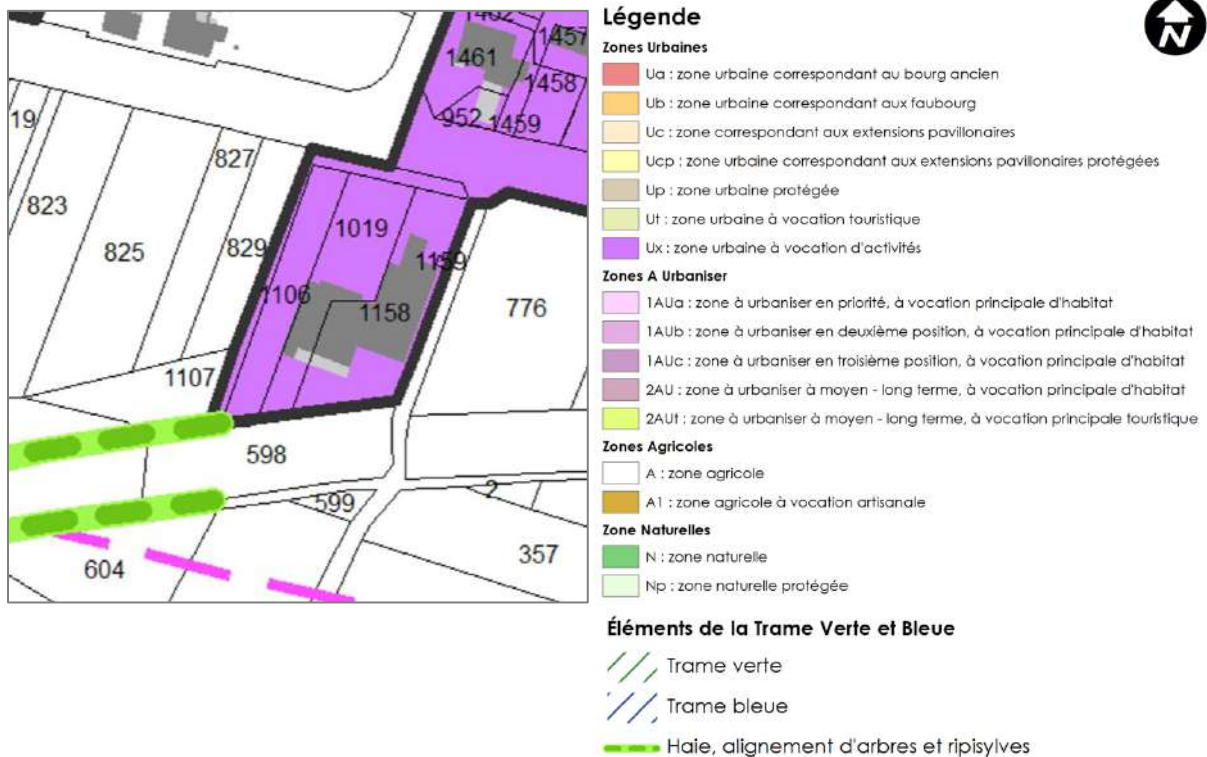 1462
1457
1461
1458
19
952
1459
827
823
1019
829
825
1159
1106
1158
776
1107
598
2
599
357
604
N
Légende
Zones Urbaines
Ua : zone urbaine correspondant au bourg ancien
Ub : zone urbaine correspondant aux faubourg
Uc : zone correspondant aux extensions pavillonaires
Ucp : zone urbaine correspondant aux extensions pavillonaires protégées
Up : zone urbaine protégée
Ut : zone urbaine à vocation touristique
Ux : zone urbaine à vocation d'activités
Zones A Urbaniser
1AUa : zone à urbaniser en priorité, à vocation principale d'habitat
1AUb : zone à urbaniser en deuxième position, à vocation principale d'habitat
1AUc : zone à urbaniser en troisième position, à vocation principale d'habitat
2AU : zone à urbaniser à moyen - long terme, à vocation principale d'habitat
2AUt : zone à urbaniser à moyen - long terme, à vocation principale touristique
Zones Agricoles
A : zone agricole
A1 : zone agricole à vocation artisanale
Zone Naturelles
N : zone naturelle
Np : zone naturelle protégée
Éléments de la Trame Verte et Bleue
Trame verte
Trame bleue
Haie, alignement d'arbres et ripisylves